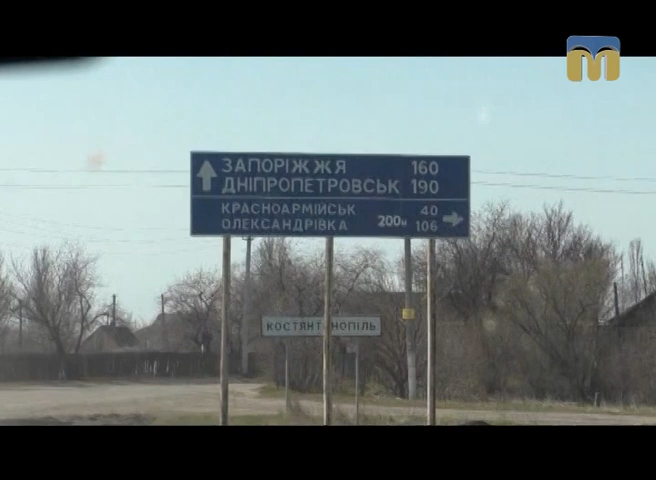 ЗАПОРІЖЖЯ 160
ДНІПРОПЕТРОВСЬК 190
КРАСНОАРМІЙСЬК 40
ОЛЕКСАНДРІВКА 200м 106
КОСТЯНТИНОПІЛЬ